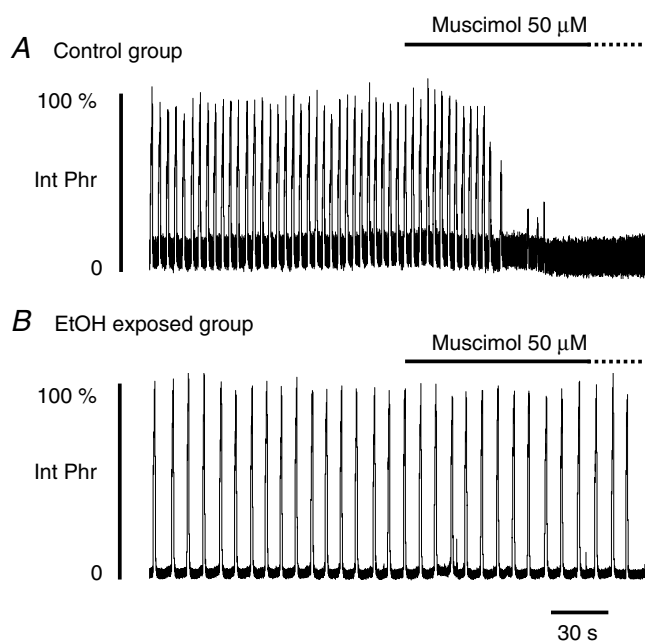 Muscimol 50 μM
A Control group
100 %
Int Phr
0
B EtOH exposed group
Muscimol 50 μM
100 %
Int Phr
0
30 s